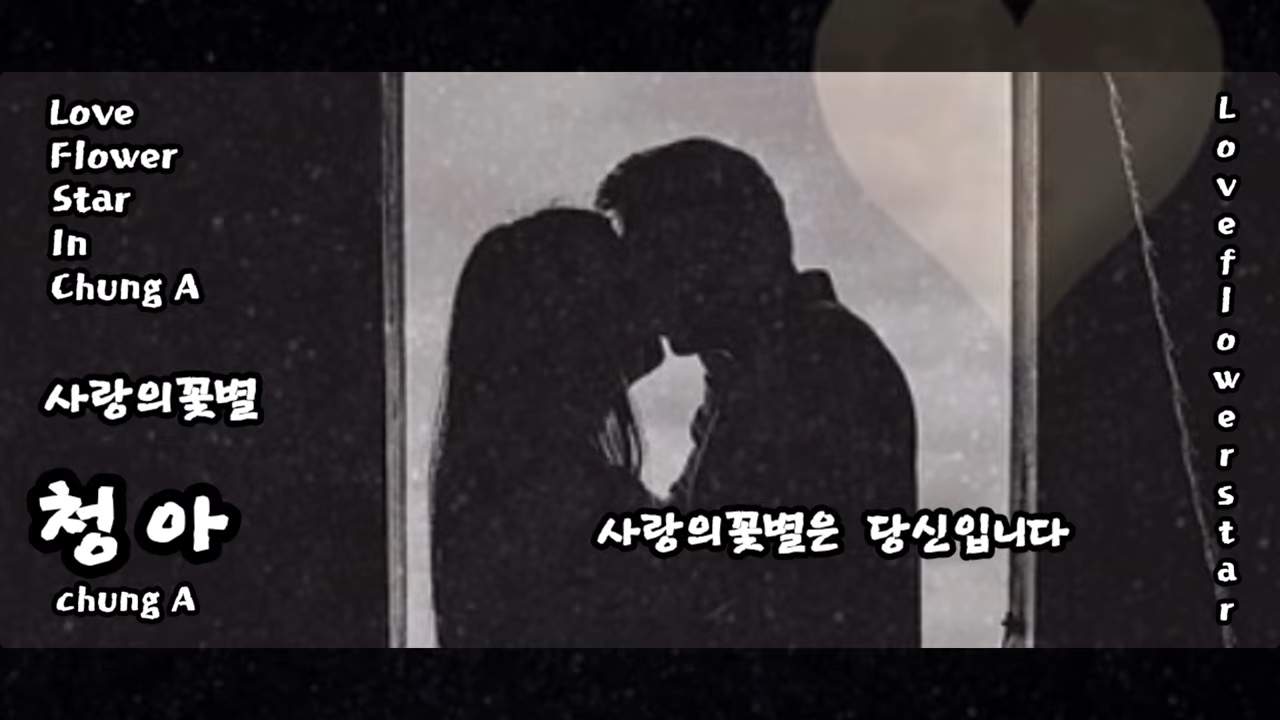 Love
Flower
Star
In
Chung A
사랑의꽃별
청아
chung A
사랑의꽃별은 당신입니다
Loveflowerstar